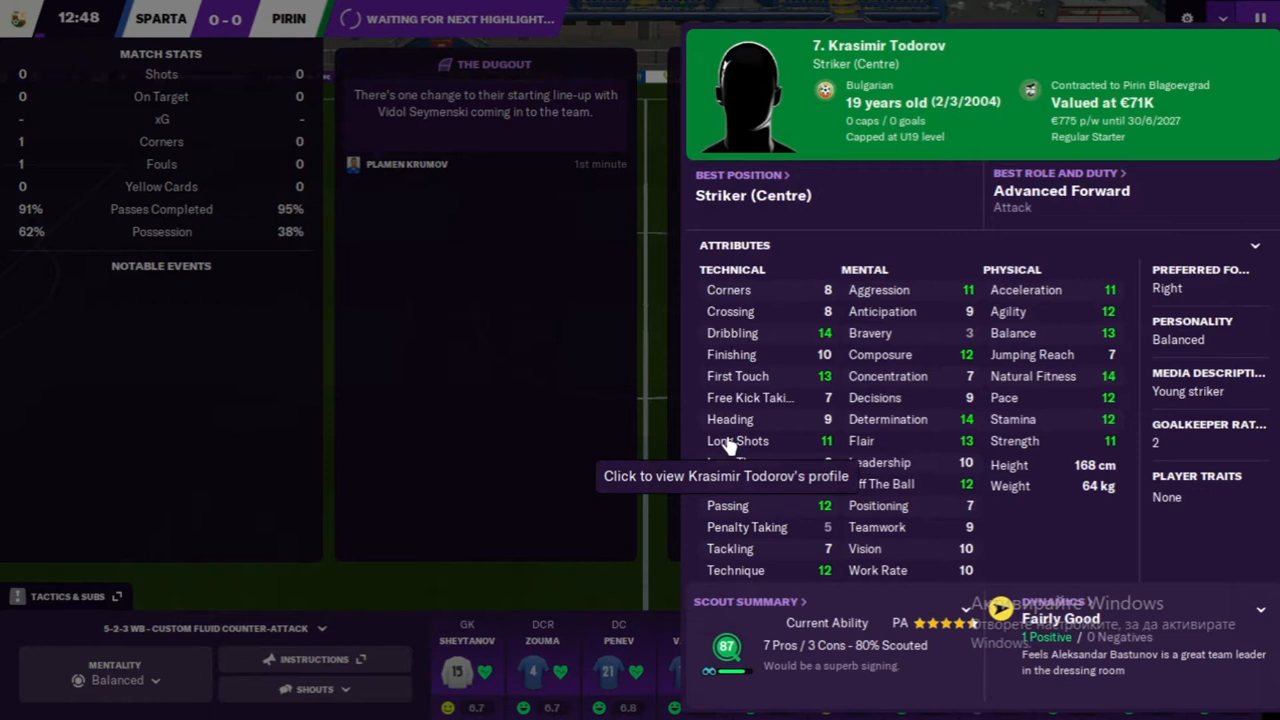 12:48 SPARTA 0 - 0 PIRIN WAITING FOR NEXT HIGHLIGHT...
MATCH STATS
0 Shots 0
0 On Target 0
- xG -
1 Corners 0
1 Fouls 0
0 Yellow Cards 0
91% Passes Completed 95%
62% Possession 38%
NOTABLE EVENTS
THE DUGOUT
There's one change to their starting line-up with
Vidol Seymenski coming in to the team.
PLAMEN KRUMOV 1st minute
7. Krasimir Todorov
Striker (Centre)
Bulgarian
19 years old (2/3/2004)
0 caps / 0 goals
Capped at U19 level
Contracted to Pirin Blagoevgrad
Valued at €71K
€775 p/w until 30/6/2027
Regular Starter
BEST POSITION
Striker (Centre)
BEST ROLE AND DUTY
Advanced Forward
Attack
ATTRIBUTES
TECHNICAL MENTAL PHYSICAL
Corners 8 Aggression 11 Acceleration 11
Crossing 8 Anticipation 9 Agility 12
Dribbling 14 Bravery 3 Balance 13
Finishing 10 Composure 12 Jumping Reach 7
First Touch 13 Concentration 7 Natural Fitness 14
Free Kick Taki... 7 Decisions 9 Pace 12
Heading 9 Determination 14 Stamina 12
Long Shots 11 Flair 13 Strength 11
Leadership 10 Height 168 cm
Off The Ball 12 Weight 64 kg
Passing 12 Positioning 7
Penalty Taking 5 Teamwork 9
Tackling 7 Vision 10
Technique 12 Work Rate 10
Click to view Krasimir Todorov's profile
PREFERRED FO...
Right
PERSONALITY
Balanced
MEDIA DESCRIPTI...
Young striker
GOALKEEPER RAT...
2
PLAYER TRAITS
None
SCOUT SUMMARY
Current Ability PA
87
7 Pros / 3 Cons - 80% Scouted
Would be a superb signing.
DYNAMICS
Fairly Good
1 Positive / 0 Negatives
Feels Aleksandar Bastunov is a great team leader
in the dressing room
Активирайте Windows
Отворете настройките, за да активирате
Windows.
TACTICS & SUBS
5-2-3 WB - CUSTOM FLUID COUNTER-ATTACK
MENTALITY
Balanced
INSTRUCTIONS
SHOUTS
GK DCR DC
SHEYTANOV ZOUMA PENEV
15 4 21
6.7 6.7 6.8